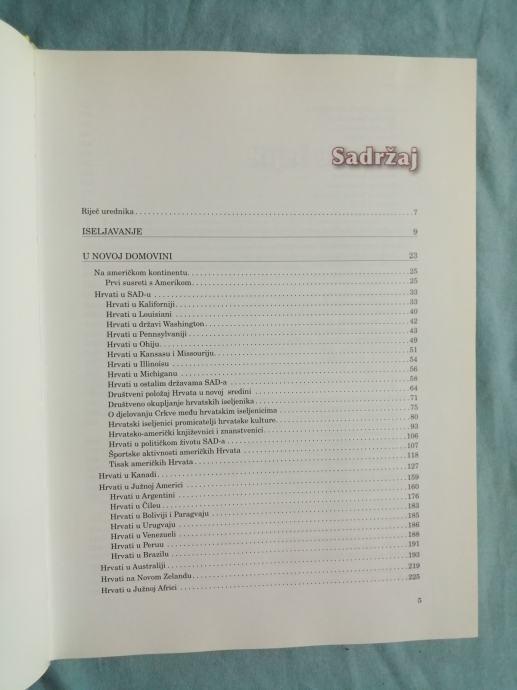 Sadržaj
Riječ urednika 7
ISELJAVANJE 9
U NOVOJ DOMOVINI 23
Na američkom kontinentu 25
Prvi susreti s Amerikom 25
Hrvati u SAD-u 33
Hrvati u Kaliforniji 33
Hrvati u Louisiani 40
Hrvati u državi Washington 42
Hrvati u Pennsylvaniji 43
Hrvati u Ohiju 49
Hrvati u Kansasu i Missouriju 51
Hrvati u Illinoisu 54
Hrvati u Michiganu 56
Hrvati u ostalim državama SAD-a 58
Društveni položaj Hrvata u novoj sredini 64
Društveno okupljanje hrvatskih iseljenika 71
O djelovanju Crkve među hrvatskim iseljenicima 75
Hrvatski iseljenici promicatelji hrvatske kulture 80
Hrvatsko-američki književnici i znanstvenici 93
Hrvati u političkom životu SAD-a 106
Športske aktivnosti američkih Hrvata 107
Tisak američkih Hrvata 118
Hrvati u Kanadi 127
Hrvati u Južnoj Americi 159
Hrvati u Argentini 160
Hrvati u Čileu 176
Hrvati u Boliviji i Paragvaju 183
Hrvati u Urugvaju 185
Hrvati u Venezueli 186
Hrvati u Peruu 188
Hrvati u Brazilu 191
Hrvati u Australiji 193
Hrvati na Novom Zelandu 219
Hrvati u Južnoj Africi 225
5